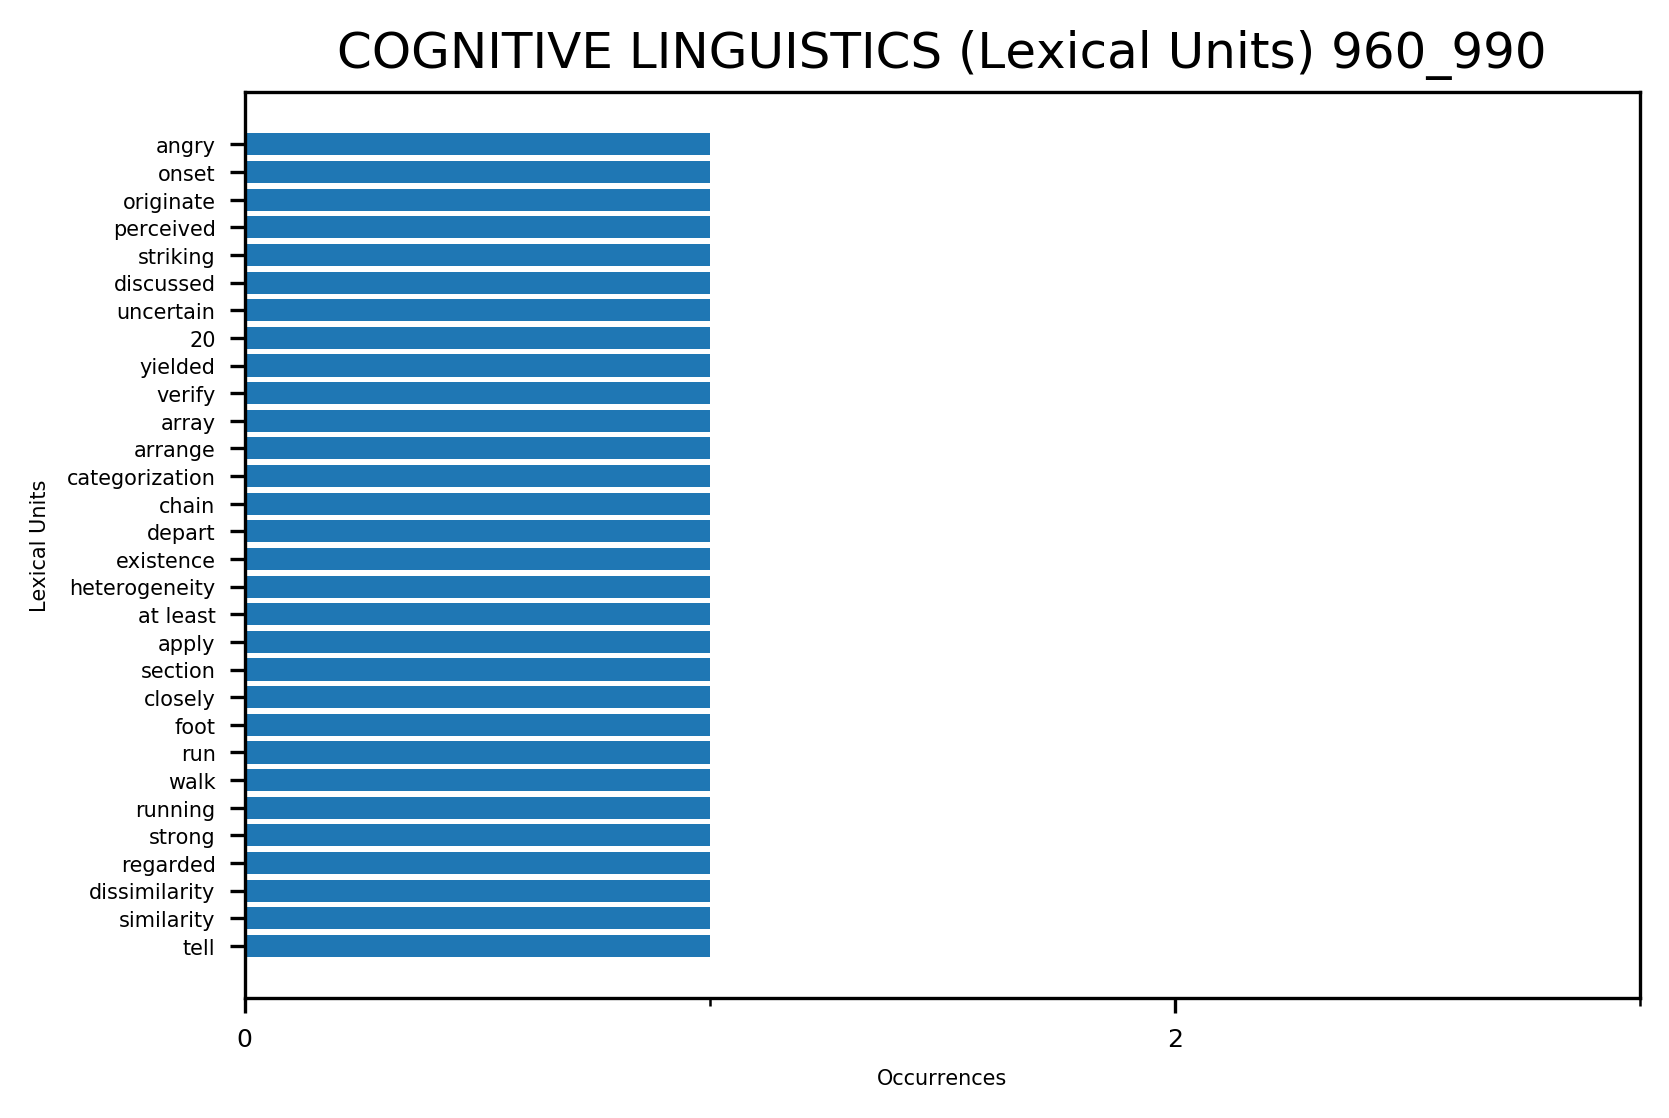 COGNITIVE LINGUISTICS (Lexical Units) 960_990
angry
onset
originate
perceived
striking
discussed
uncertain
20
yielded
verify
array
arrange
categorization
chain
depart
existence
heterogeneity
at least
apply
section
closely
foot
run
walk
running
strong
regarded
dissimilarity
similarity
tell
Lexical Units
0
2
Occurrences